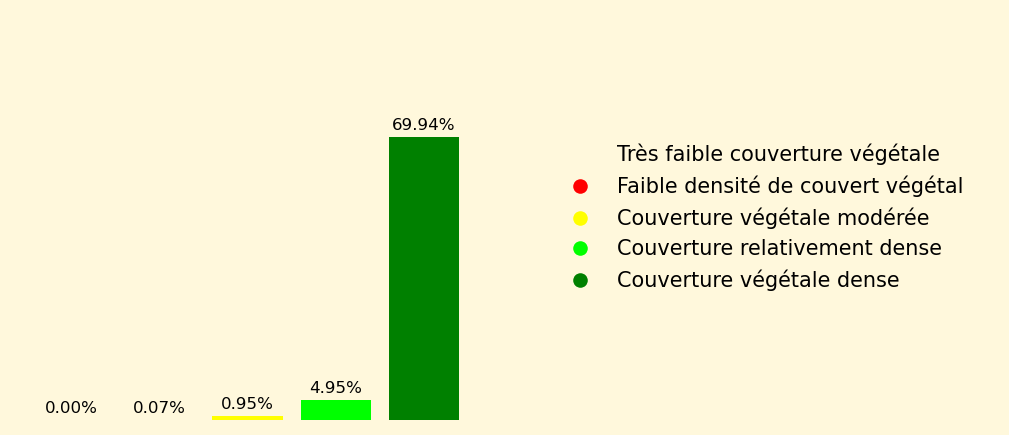 69.94%
4.95%
0.95%
0.00% 0.07%
Très faible couverture végétale
Faible densité de couvert végétal
Couverture végétale modérée
Couverture relativement dense
Couverture végétale dense